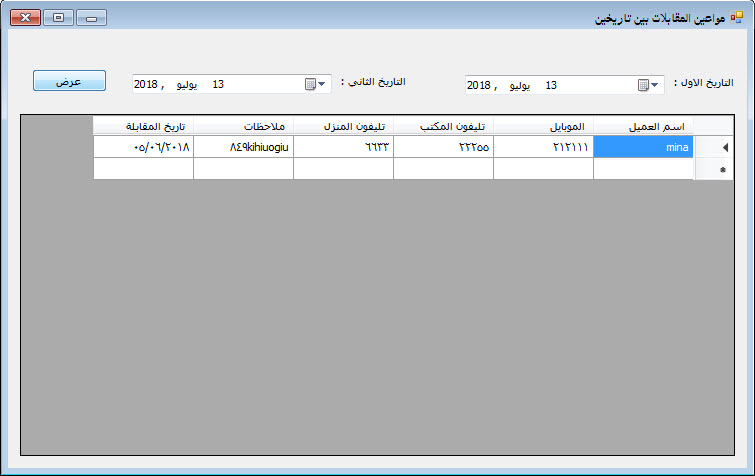 مواعين المقابلات بين تاريخين
التاريخ الاول : 13 يوليو , 2018 التاريخ الثاني : 13 يوليو , 2018 عرض
اسم العميل الموبايل تليفون المكتب تليفون المنزل ملاحظات تاريخ المقابلة
mina ٢١٢١١١ ٢٢٢٥٥ ٦٦٣٣ ٨٤٩kihiuogiu ٠٥/٠٦/٢٠١٨